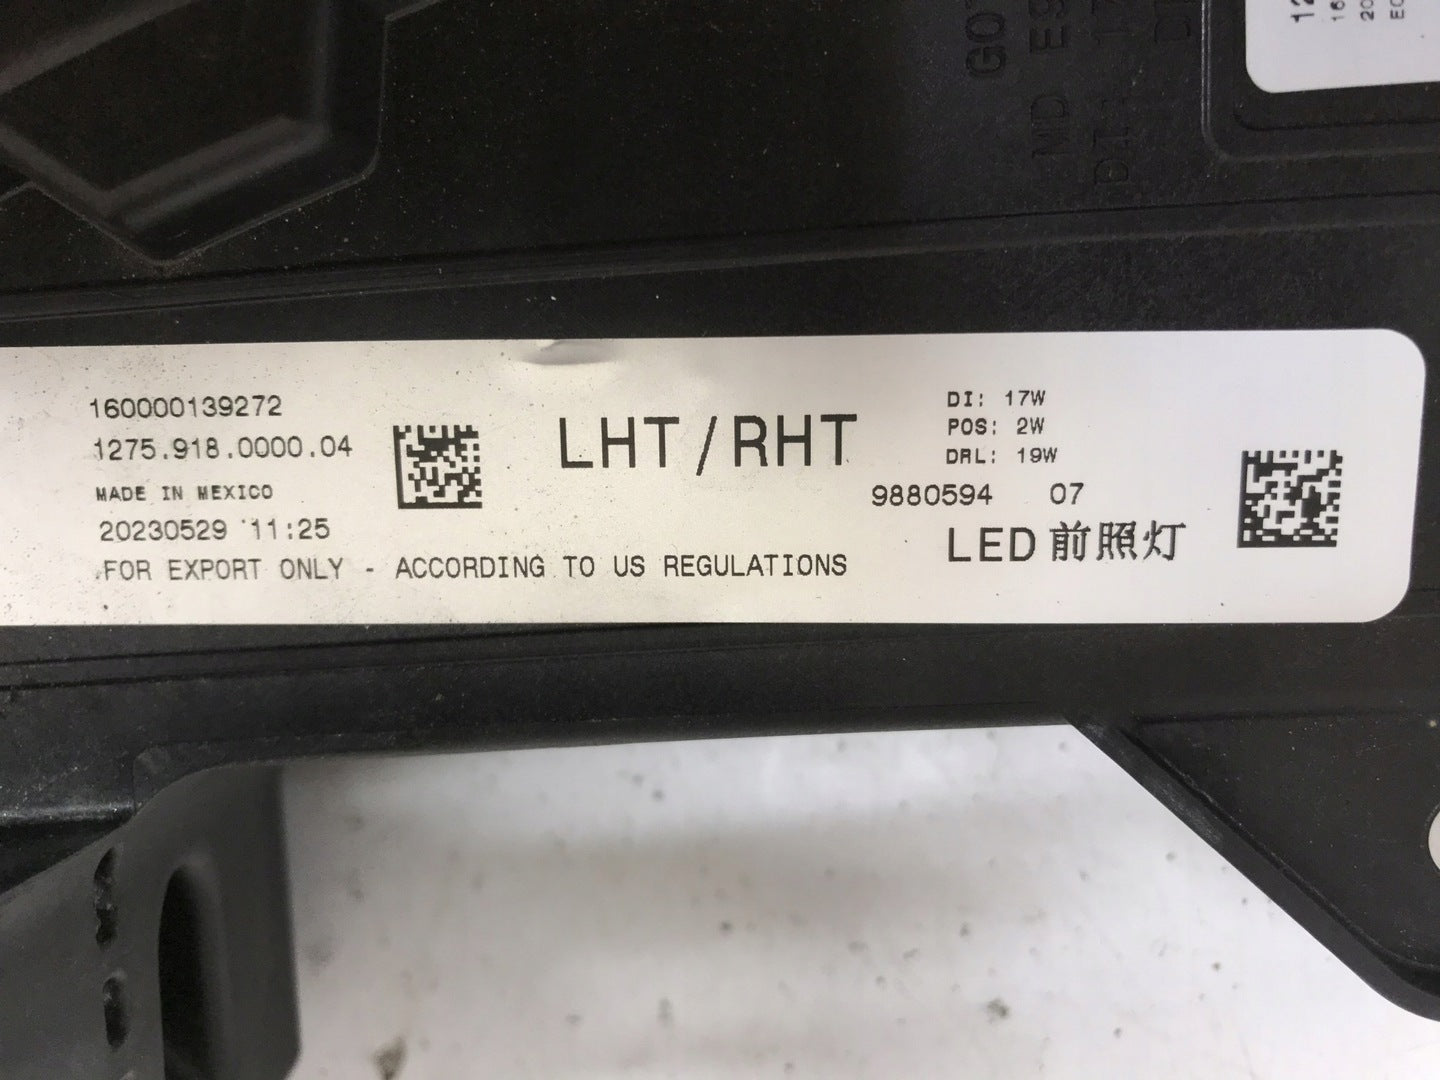 160000139272
1275.918.0000.04
MADE IN MEXICO
20230529 11:25
FOR EXPORT ONLY - ACCORDING TO US REGULATIONS
LHT/RHT
DI: 17W
POS: 2W
DRL: 19W
9880594 07
LED 前照灯
MD